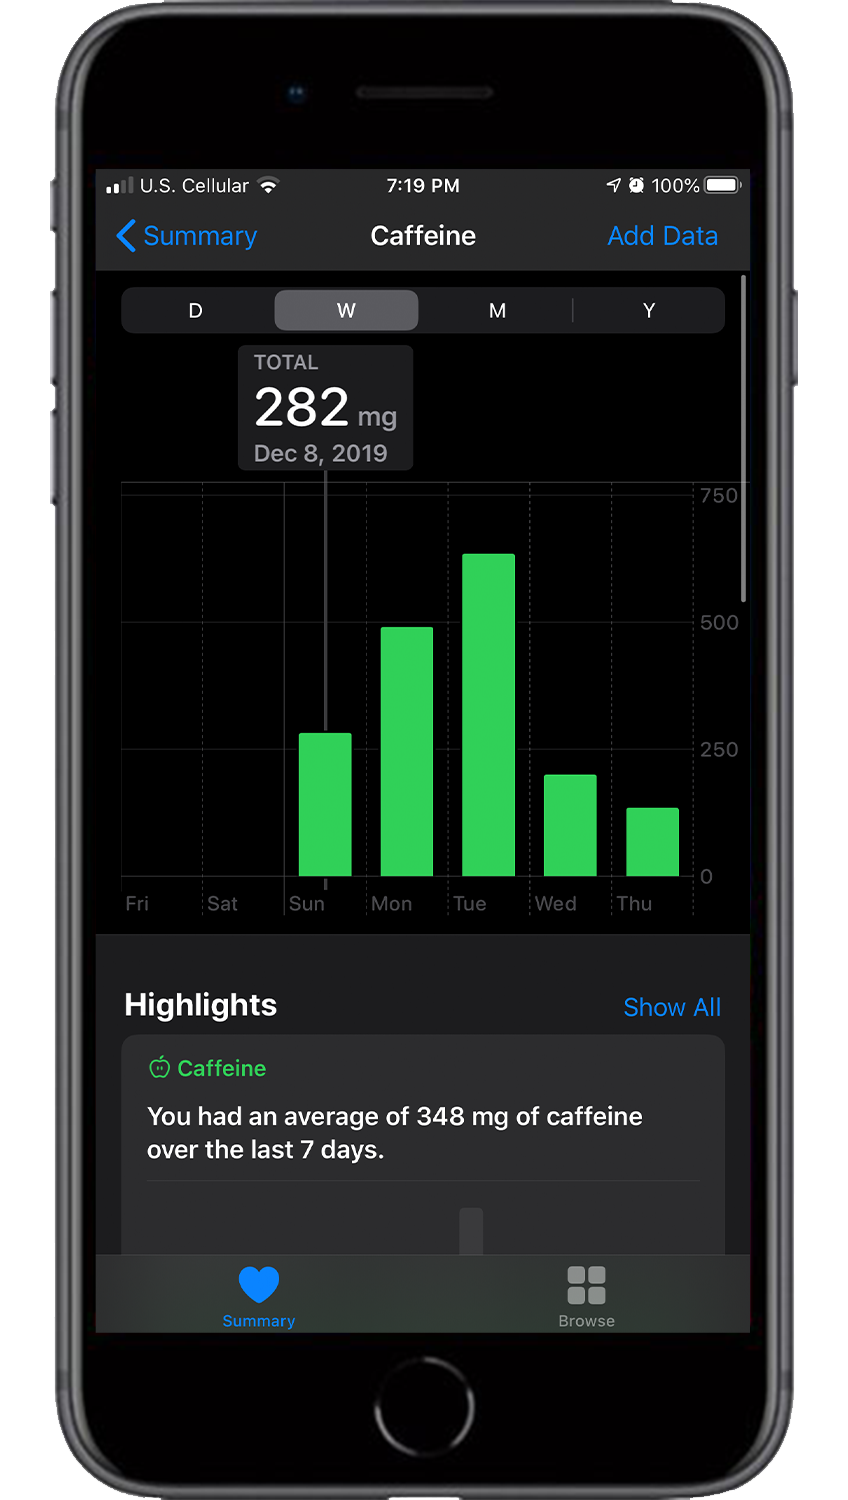 U.S. Cellular 7:19 PM 100%
Summary Caffeine Add Data
D W M Y
TOTAL
282 mg
Dec 8, 2019
750
500
250
0
Fri Sat Sun Mon Tue Wed Thu
Highlights Show All
Caffeine
You had an average of 348 mg of caffeine
over the last 7 days.
Summary Browse